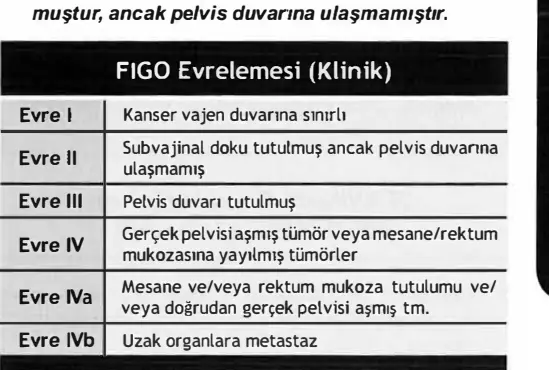 muştur, ancak pelvis duvarına ulaşmamıştır.
FIGO Evrelemesi (Klinik)
Evre I Kanser vajen duvarına sınırlı
Evre II Subvajinal doku tutulmuş ancak pelvis duvarına
ulaşmamış
Evre III Pelvis duvarı tutulmuş
Evre IV Gerçek pelvisi aşmış tümör veya mesane/rektum
mukozasına yayılmış tümörler
Evre IVa Mesane ve/veya rektum mukoza tutulumu ve/
veya doğrudan gerçek pelvisi aşmış tm.
Evre IVb Uzak organlara metastaz